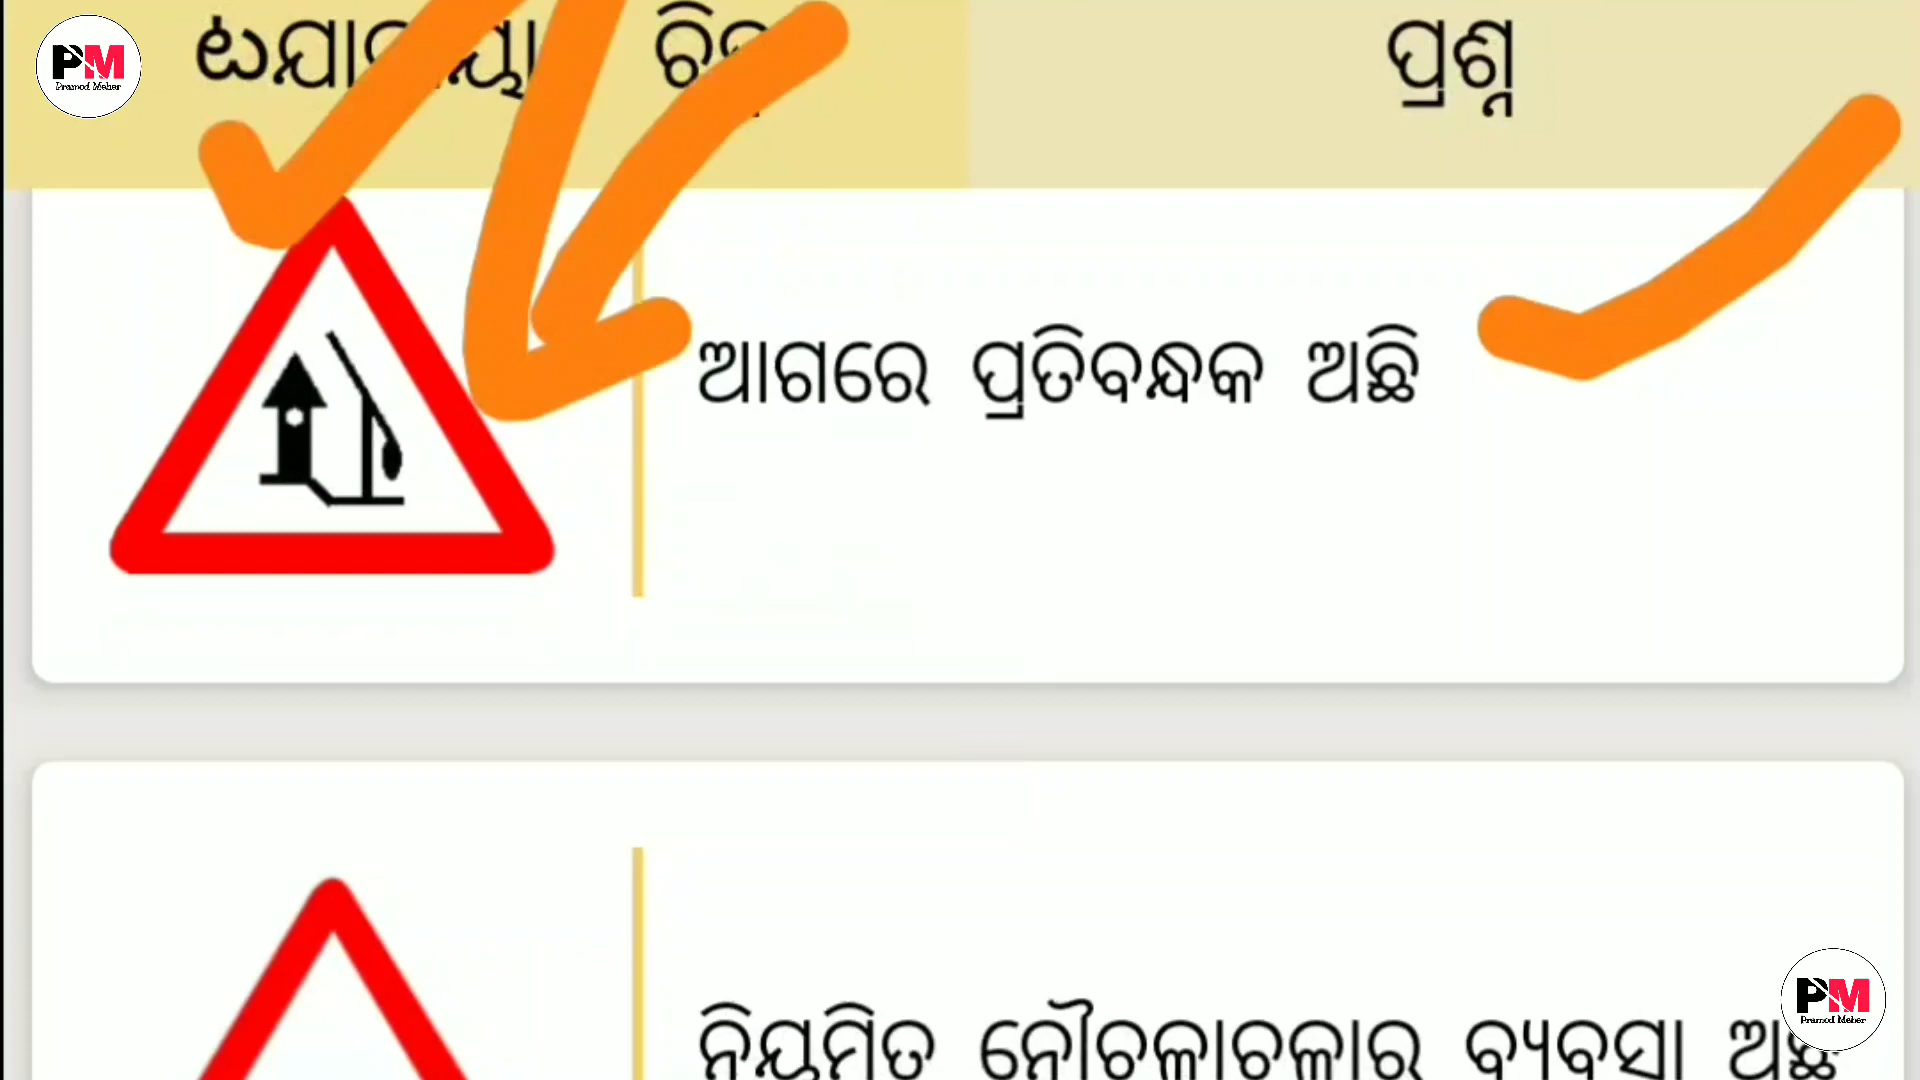 PM
Pramod Meher
ଚିହ୍ନ
ପ୍ରଶ୍ନ
ଆଗରେ ପ୍ରତିବନ୍ଧକ ଅଛି
ନିୟମିତ ନୌଚଳାଚଳାର ବ୍ୟବସା ଅଛି
PM
Pramod Meher